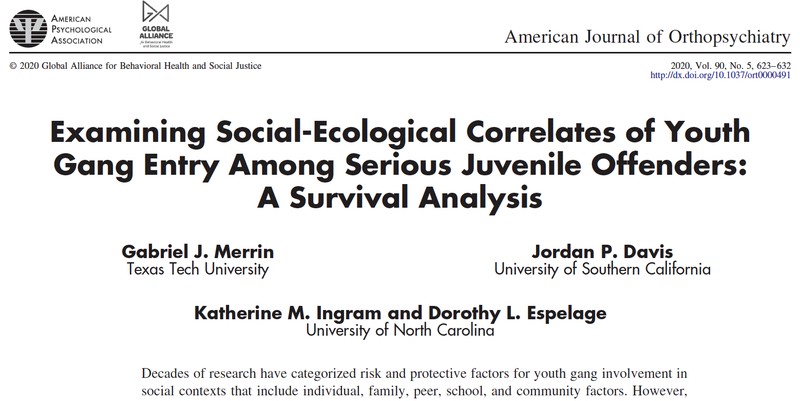 AMERICAN
PSYCHOLOGICAL
ASSOCIATION
GLOBAL
ALLIANCE
for Behavioral Health
and Social Justice
American Journal of Orthopsychiatry
© 2020 Global Alliance for Behavioral Health and Social Justice
2020, Vol. 90, No. 5, 623–632
http://dx.doi.org/10.1037/ort0000491
Examining Social-Ecological Correlates of Youth
Gang Entry Among Serious Juvenile Offenders:
A Survival Analysis
Gabriel J. Merrin
Texas Tech University
Jordan P. Davis
University of Southern California
Katherine M. Ingram and Dorothy L. Espelage
University of North Carolina
Decades of research have categorized risk and protective factors for youth gang involvement in
social contexts that include individual, family, peer, school, and community factors. However,